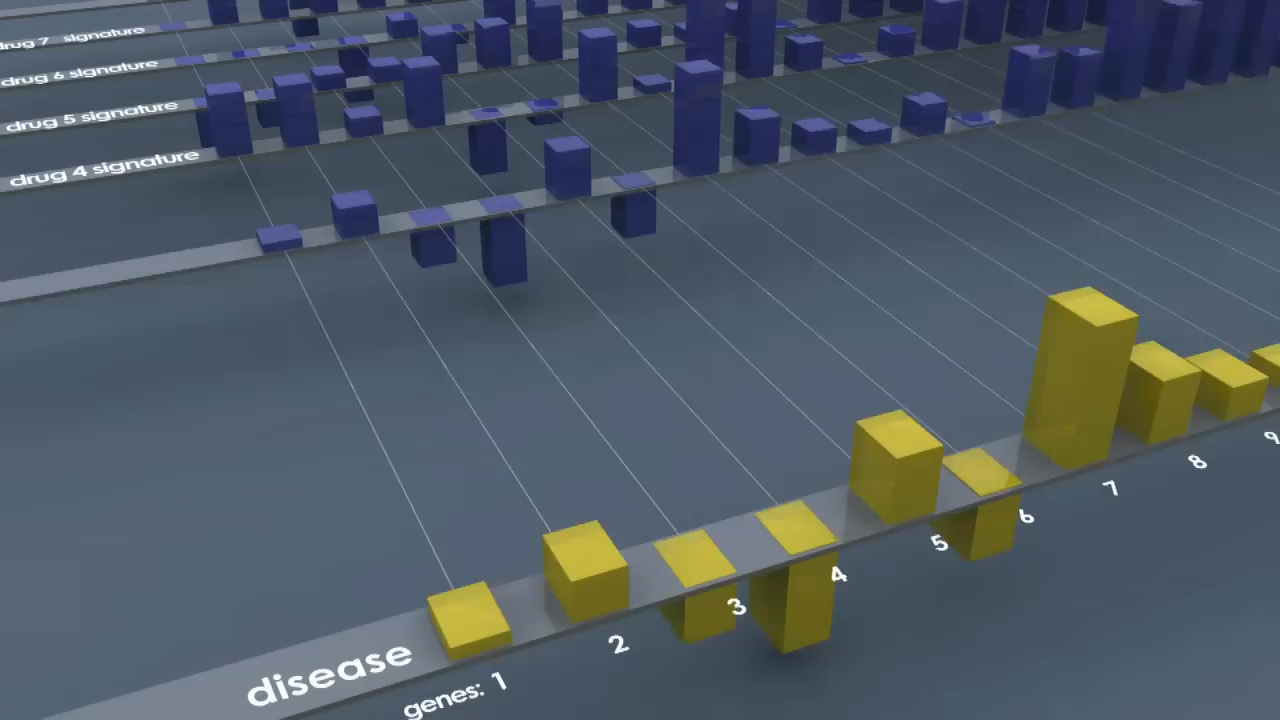 drug 7 signature
drug 6 signature
drug 5 signature
drug 4 signature
disease
genes: 1 2 3 4 5 6 7 8 9